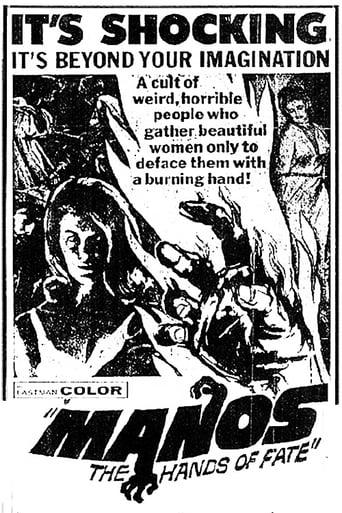 IT'S SHOCKING
IT'S BEYOND YOUR IMAGINATION
A cult of
weird, horrible
people who
gather beautiful
women only to
deface them with
a burning hand!
EASTMAN COLOR
"MANOS
THE HANDS OF FATE"